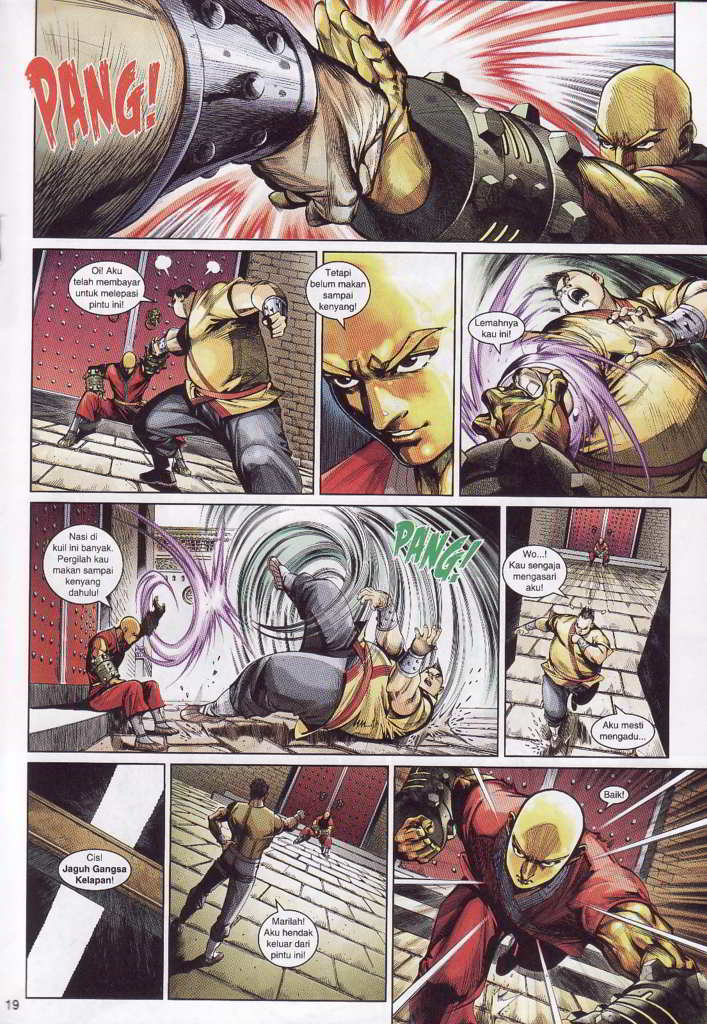 PANG!
Oi! Aku
telah membayar
untuk melepasi
pintu ini!
Tetapi
belum makan
sampai
kenyang!
Lemahnya
kau ini!
Nasi di
kuil ini banyak.
Pergilah kau
makan sampai
kenyang
dahulu!
PANG!
Wo...!
Kau sengaja
mengasari
aku!
Aku mesti
mengadu...
Cis!
Jaguh Gangsa
Kelapan!
Marilah!
Aku hendak
keluar dari
pintu ini!
Baik!
19